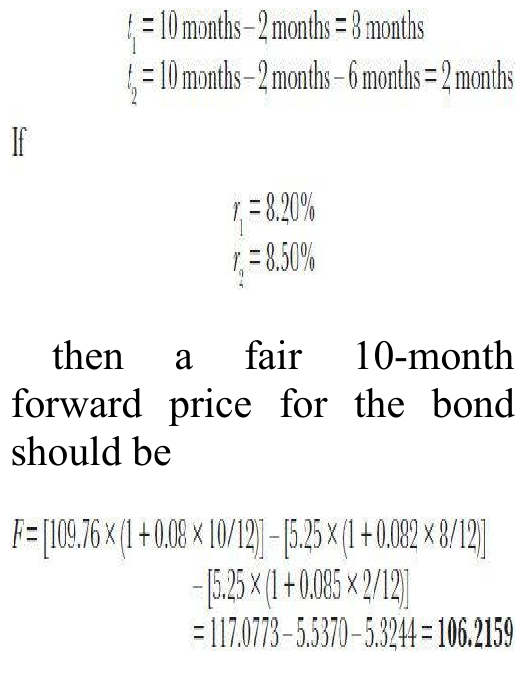 t₁ = 10 months – 2 months = 8 months
t₂ = 10 months – 2 months – 6 months = 2 months
If
r₁ = 8.20%
r₂ = 8.50%
then a fair 10-month
forward price for the bond
should be
F = [109.76 × (1 + 0.08 × 10/12)] – [5.25 × (1 + 0.082 × 8/12)]
– [5.25 × (1 + 0.085 × 2/12)]
= 117.0773 – 5.5370 – 5.3244 = 106.2159